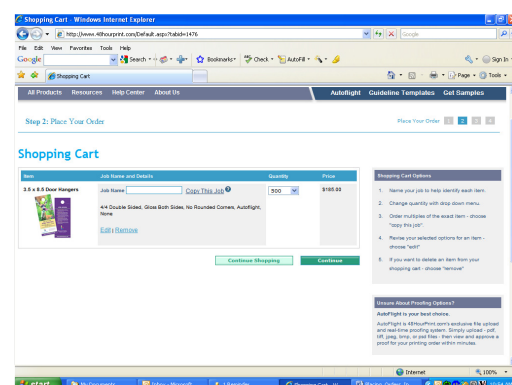 Shopping Cart - Windows Internet Explorer
http://www.48hourprint.com/Default.aspx?tabid=1476
Google
File Edit View Favorites Tools Help
Google Search Bookmarks Check AutoFill Sign In
Shopping Cart Page Tools
All Products Resources Help Center About Us Autoflight Guideline Templates Get Samples
Step 2: Place Your Order Place Your Order 1 2 3 4
Shopping Cart
Item Job Name and Details Quantity Price
3.5 x 8.5 Door Hangers Job Name Copy This Job ? 500 $185.00
4/4 Double Sided, Gloss Both Sides, No Rounded Corners, Autoflight,
None
Edit | Remove
Continue Shopping Continue
Shopping Cart Options
1. Name your job to help identify each item.
2. Change quantity with drop down menu.
3. Order multiples of the exact item - choose
"copy this job".
4. Revise your selected options for an item -
choose "edit"
5. If you want to delete an item from your
shopping cart - choose "remove"
Unsure About Proofing Options?
AutoFlight is your best choice.
AutoFlight is 48HourPrint.com's exclusive file upload
and real-time proofing system. Simply upload - pdf,
tiff, jpeg, bmp, or psd files - then view and approve a
proof for your printing order within minutes.
Internet 100%
start My Documents Inbox - Microsoft 1 Reminder Shopping Cart - W... Placing_Orders_In... 10:54 AM